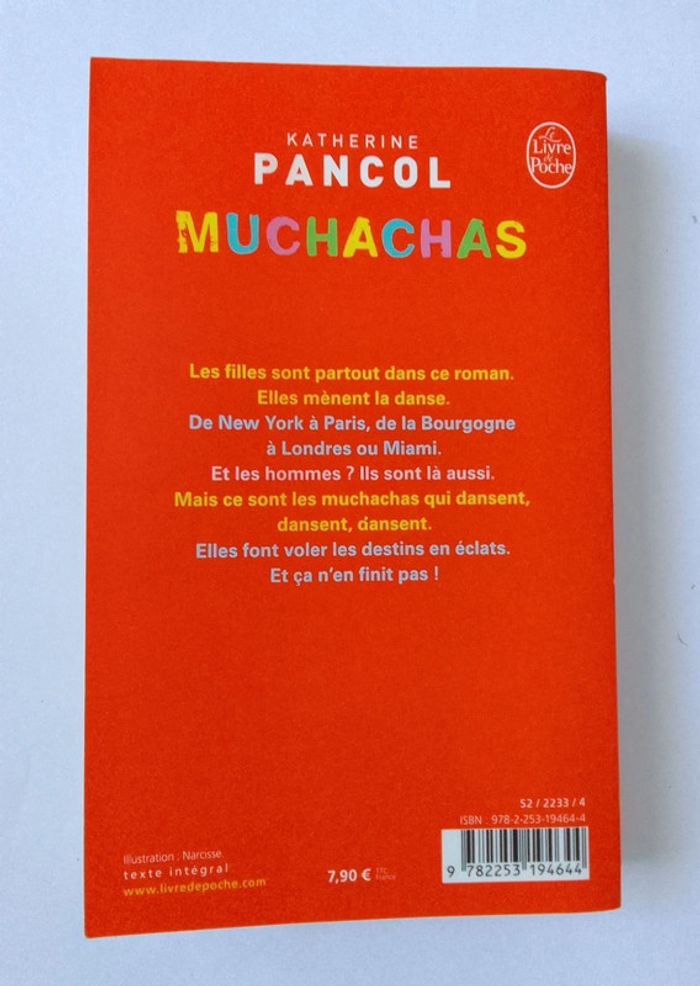 KATHERINE
PANCOL
Le
Livre
de
Poche
MUCHACHAS
Les filles sont partout dans ce roman.
Elles mènent la danse.
De New York à Paris, de la Bourgogne
à Londres ou Miami.
Et les hommes ? Ils sont là aussi.
Mais ce sont les muchachas qui dansent,
dansent, dansent.
Elles font voler les destins en éclats.
Et ça n'en finit pas !
52 / 2233 / 4
ISBN : 978-2-253-19464-4
Illustration : Narcisse.
texte intégral
www.livredepoche.com
7,90 € TTC France
9 782253 194644